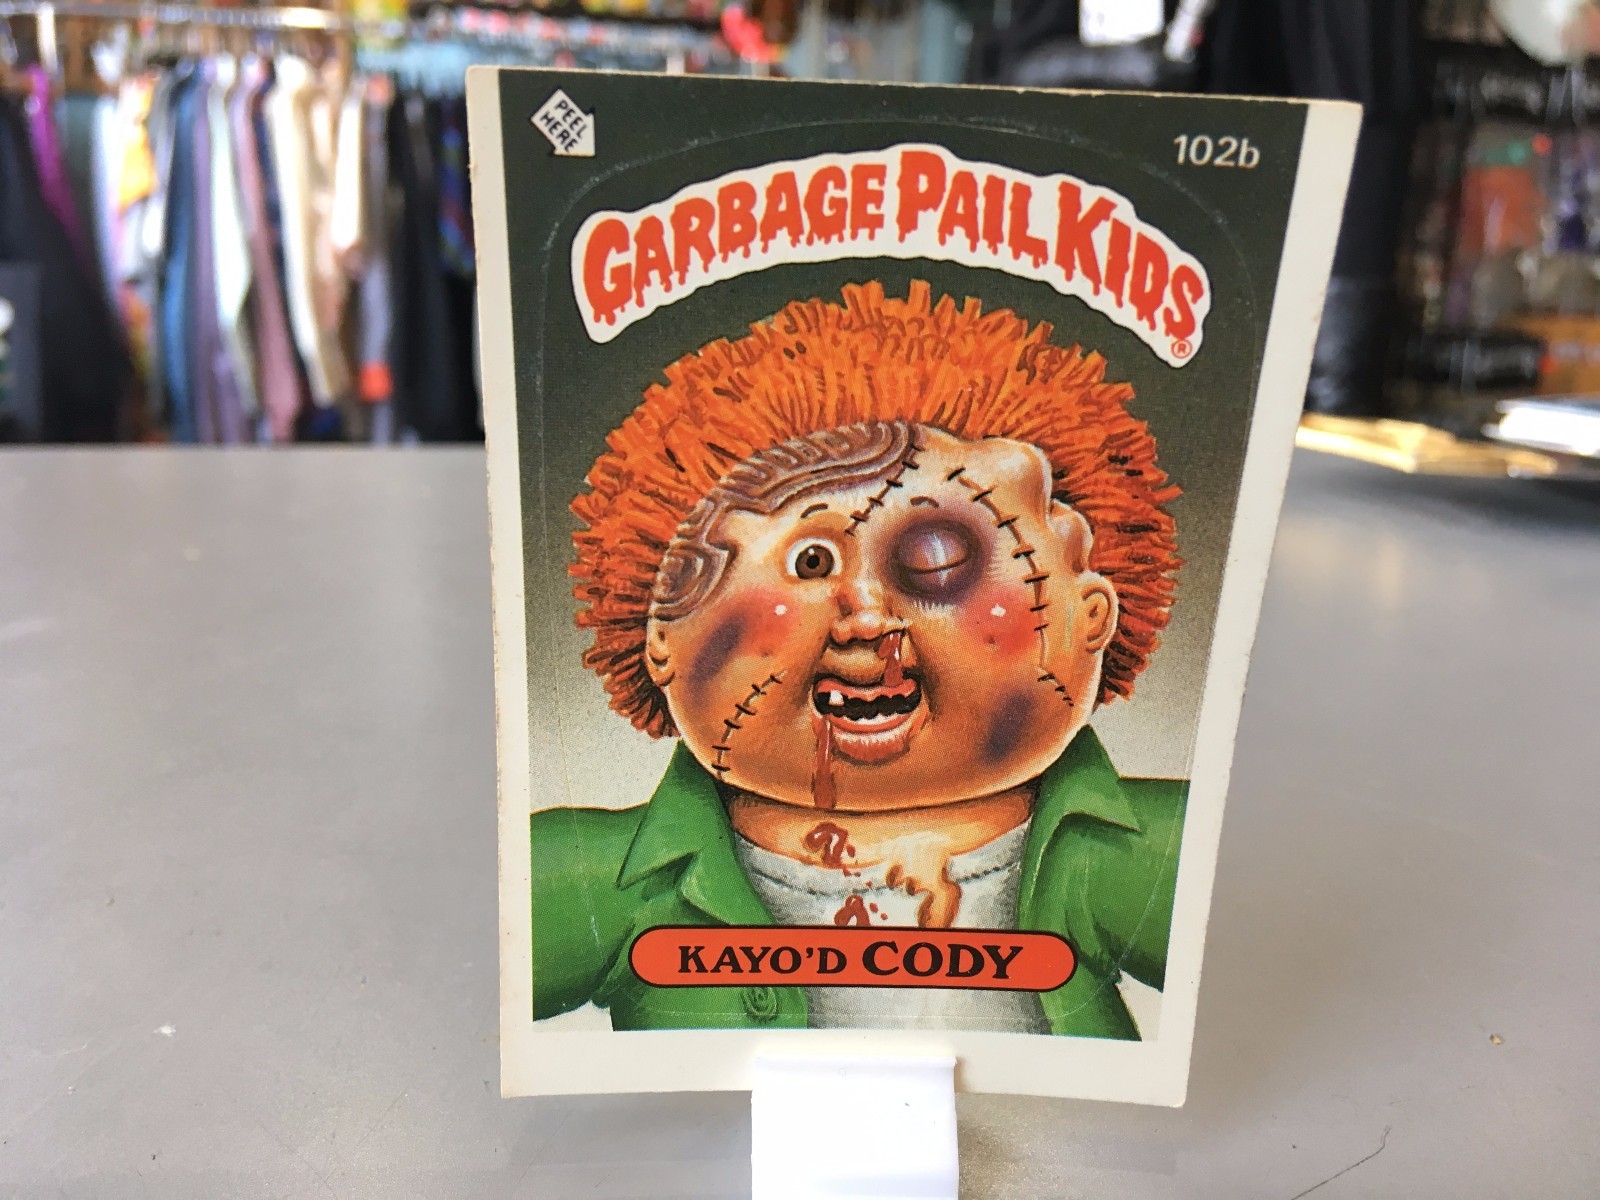 PEEL
HERE
102b
GARBAGE PAIL KIDS
®
KAYO'D CODY